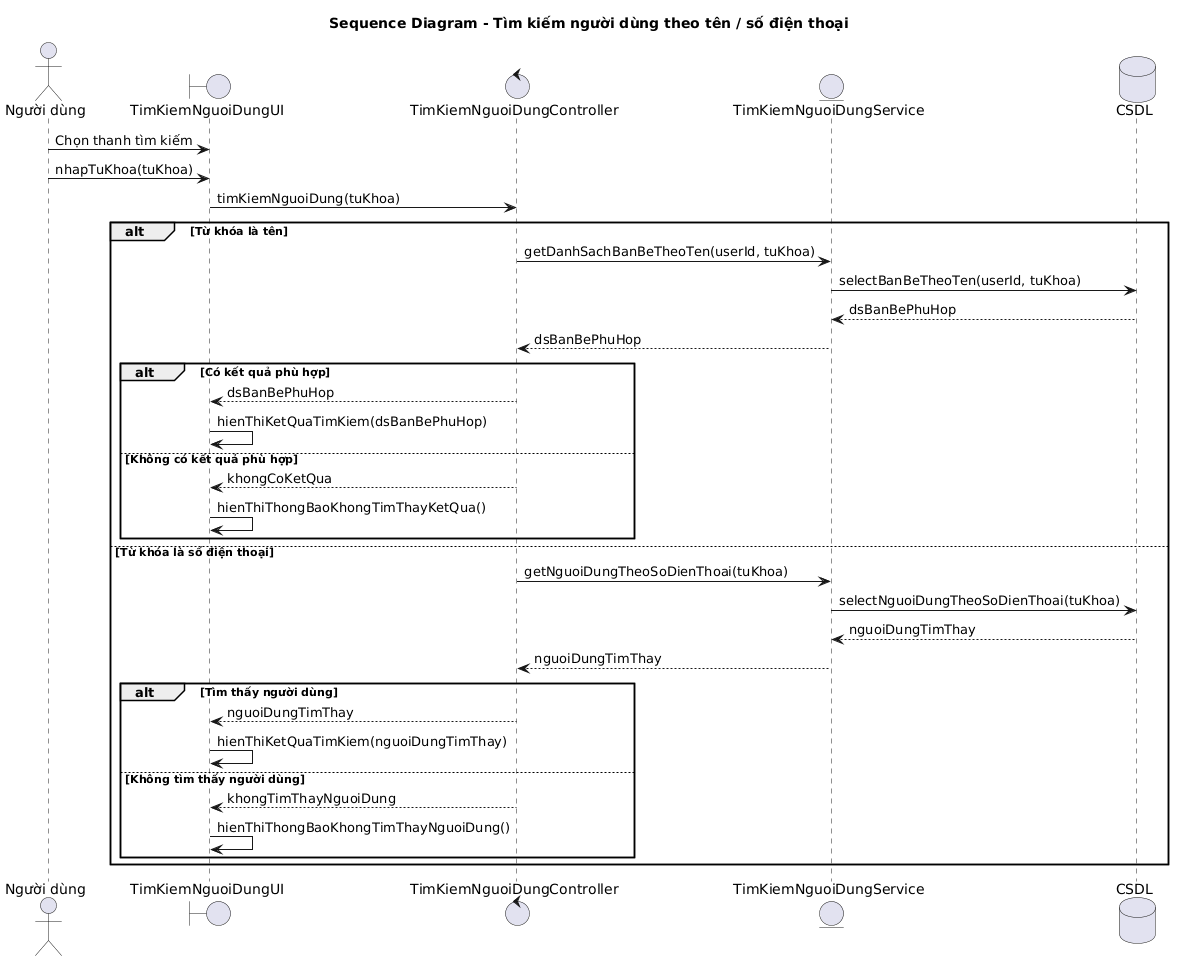 Sequence Diagram - Tìm kiếm người dùng theo tên / số điện thoại
Người dùng
TimKiemNguoiDungUI
TimKiemNguoiDungController
TimKiemNguoiDungService
CSDL
Chọn thanh tìm kiếm
nhapTuKhoa(tuKhoa)
timKiemNguoiDung(tuKhoa)
alt
[Từ khóa là tên]
getDanhSachBanBeTheoTen(userId, tuKhoa)
selectBanBeTheoTen(userId, tuKhoa)
dsBanBePhuHop
dsBanBePhuHop
alt
[Có kết quả phù hợp]
dsBanBePhuHop
hienThiKetQuaTimKiem(dsBanBePhuHop)
[Không có kết quả phù hợp]
khongCoKetQua
hienThiThongBaoKhongTimThayKetQua()
[Từ khóa là số điện thoại]
getNguoiDungTheoSoDienThoai(tuKhoa)
selectNguoiDungTheoSoDienThoai(tuKhoa)
nguoiDungTimThay
nguoiDungTimThay
alt
[Tìm thấy người dùng]
nguoiDungTimThay
hienThiKetQuaTimKiem(nguoiDungTimThay)
[Không tìm thấy người dùng]
khongTimThayNguoiDung
hienThiThongBaoKhongTimThayNguoiDung()
Người dùng
TimKiemNguoiDungUI
TimKiemNguoiDungController
TimKiemNguoiDungService
CSDL